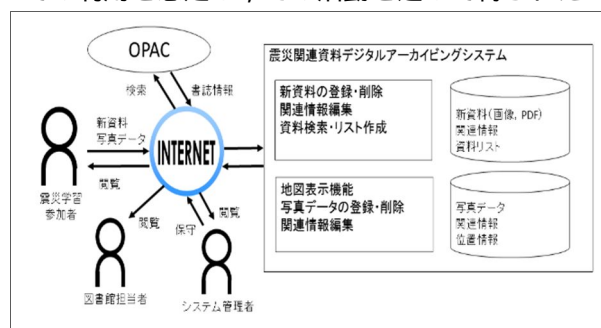 OPAC
検索
書誌情報
新資料
写真データ
INTERNET
閲覧
震災学習
参加者
閲覧
図書館担当者
保守
閲覧
システム管理者
震災関連資料デジタルアーカイビングシステム
新資料の登録・削除
関連情報編集
資料検索・リスト作成
新資料(画像, PDF)
関連情報
資料リスト
地図表示機能
写真データの登録・削除
関連情報編集
写真データ
関連情報
位置情報